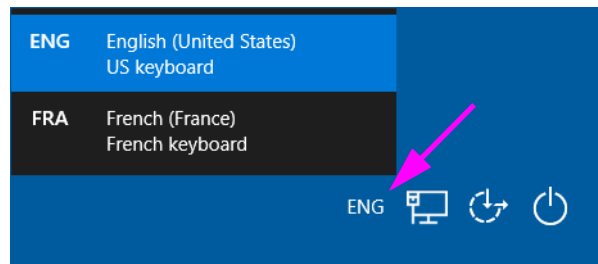 ENG English (United States)
US keyboard
FRA French (France)
French keyboard
ENG